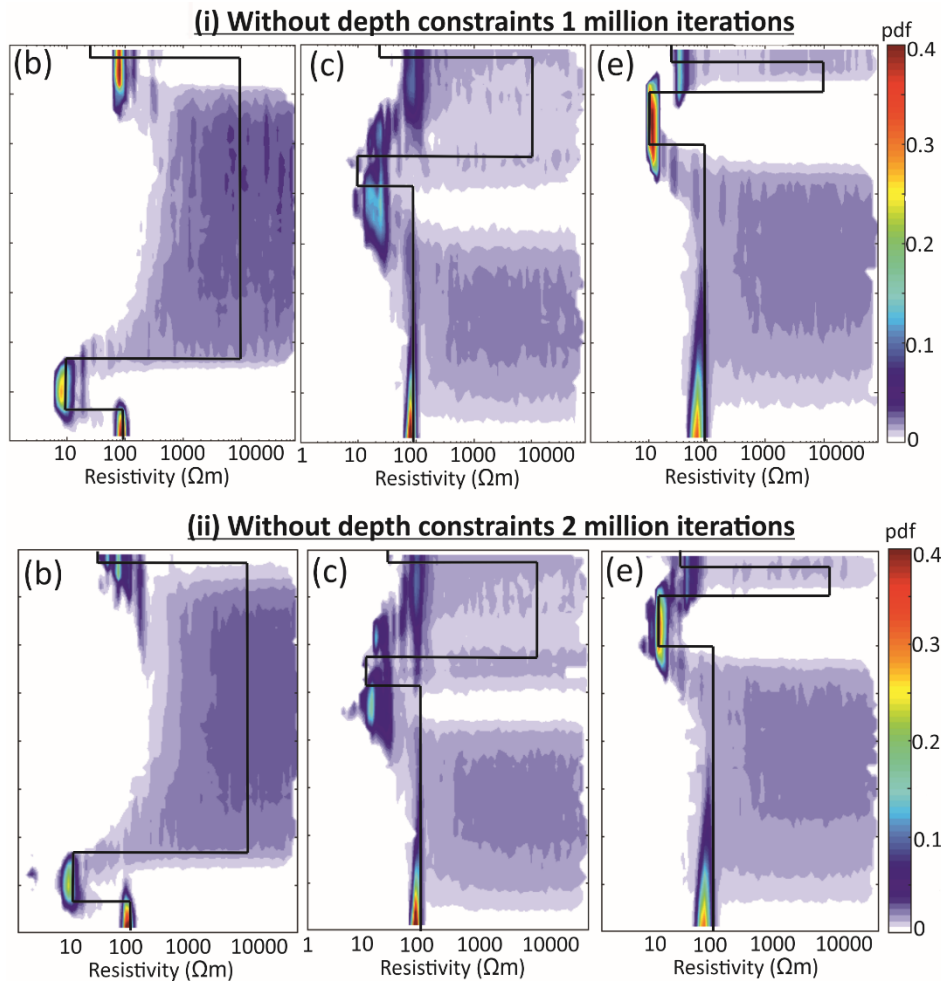 (i) Without depth constraints 1 million iterations
pdf
(b) (c) (e)
0.4
0.3
0.2
0.1
0
10 100 1000 10000 1 10 100 1000 10000 10 100 1000 10000
Resistivity (Ωm) Resistivity (Ωm) Resistivity (Ωm)
(ii) Without depth constraints 2 million iterations
pdf
(b) (c) (e)
0.4
0.3
0.2
0.1
0
10 100 1000 10000 1 10 100 1000 10000 10 100 1000 10000
Resistivity (Ωm) Resistivity (Ωm) Resistivity (Ωm)